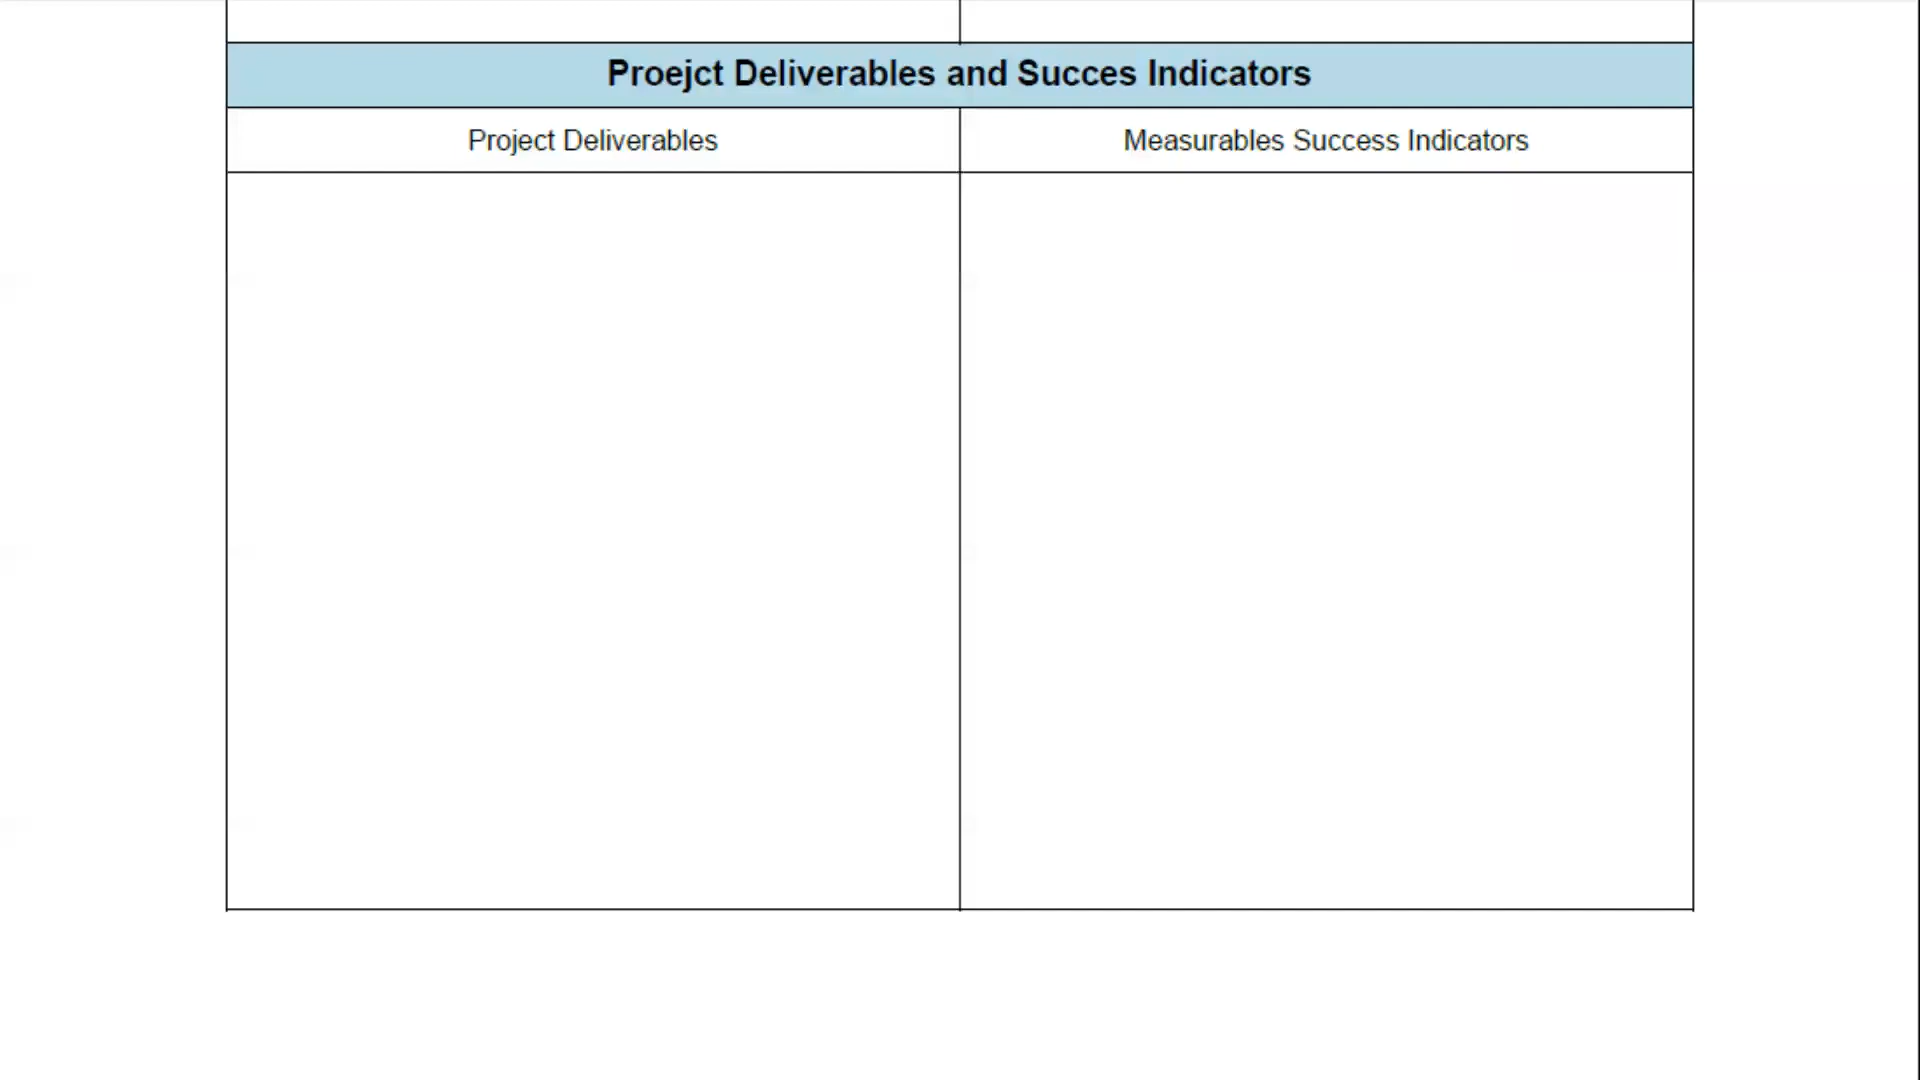 Proejct Deliverables and Succes Indicators
Project Deliverables
Measurables Success Indicators